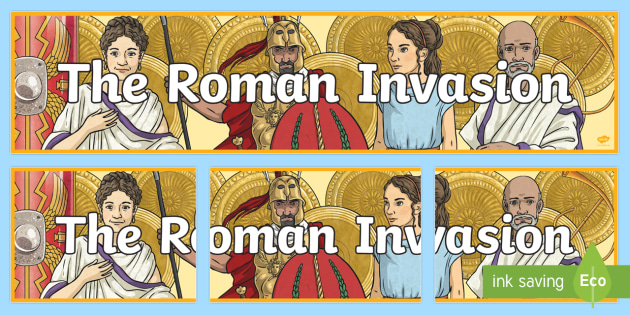 The Roman Invasion
The Roman Invasion
ink saving Eco